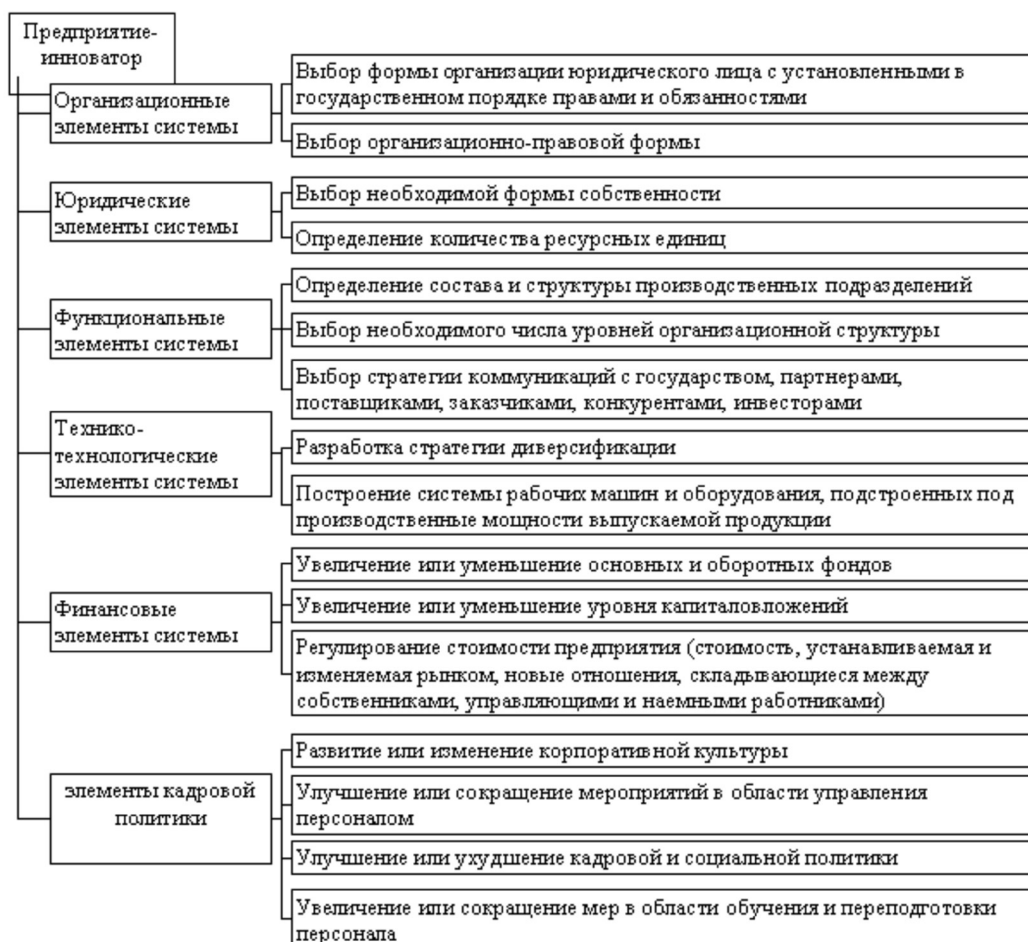 Предприятие-
инноватор
Организационные
элементы системы
Выбор формы организации юридического лица с установленными в
государственном порядке правами и обязанностями
Выбор организационно-правовой формы
Юридические
элементы системы
Выбор необходимой формы собственности
Определение количества ресурсных единиц
Функциональные
элементы системы
Определение состава и структуры производственных подразделений
Выбор необходимого числа уровней организационной структуры
Выбор стратегии коммуникаций с государством, партнерами,
поставщиками, заказчиками, конкурентами, инвесторами
Технико-
технологические
элементы системы
Разработка стратегии диверсификации
Построение системы рабочих машин и оборудования, подстроенных под
производственные мощности выпускаемой продукции
Финансовые
элементы системы
Увеличение или уменьшение основных и оборотных фондов
Увеличение или уменьшение уровня капиталовложений
Регулирование стоимости предприятия (стоимость, устанавливаемая и
изменяемая рынком, новые отношения, складывающиеся между
собственниками, управляющими и наемными работниками)
элементы кадровой
политики
Развитие или изменение корпоративной культуры
Улучшение или сокращение мероприятий в области управления
персоналом
Улучшение или ухудшение кадровой и социальной политики
Увеличение или сокращение мер в области обучения и переподготовки
персонала